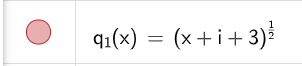 q₁(x) = (x + i + 3)^{1/2}